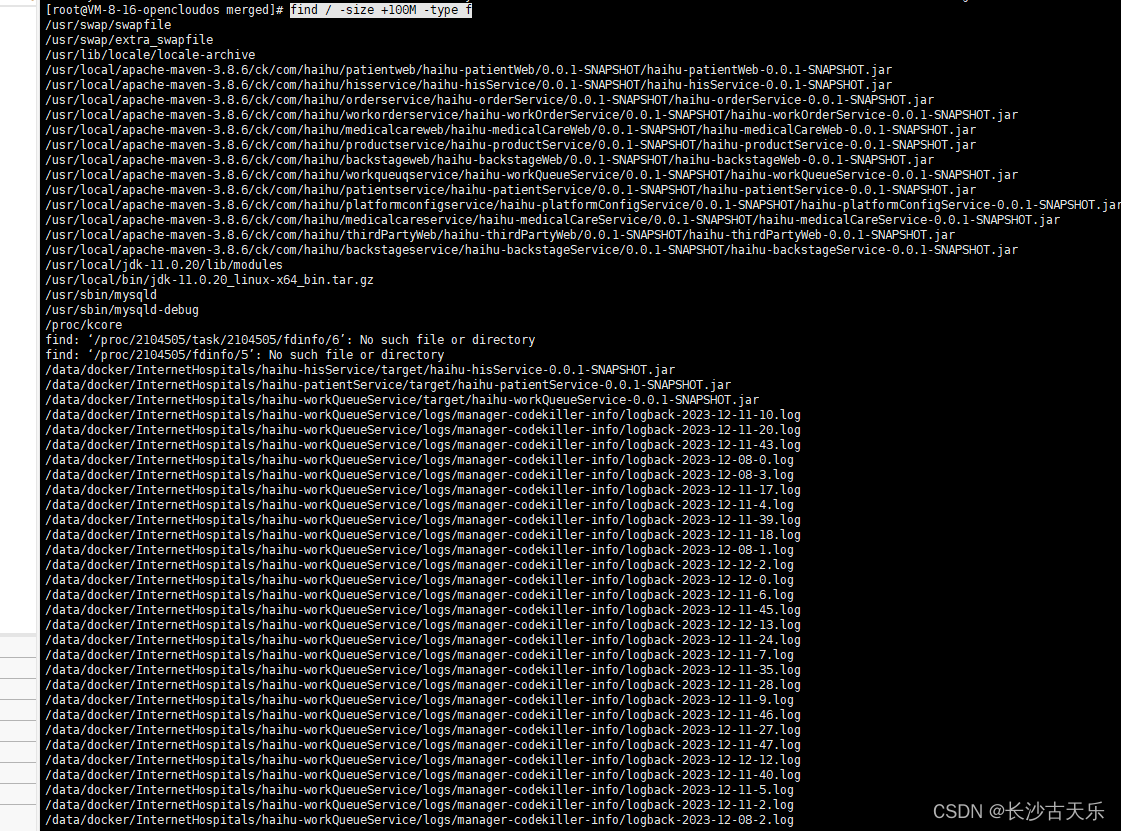 [root@VM-8-16-opencloudos merged]# find / -size +100M -type f
/usr/swap/swapfile
/usr/swap/extra_swapfile
/usr/lib/locale/locale-archive
/usr/local/apache-maven-3.8.6/ck/com/haihu/patientweb/haihu-patientWeb/0.0.1-SNAPSHOT/haihu-patientWeb-0.0.1-SNAPSHOT.jar
/usr/local/apache-maven-3.8.6/ck/com/haihu/hisservice/haihu-hisService/0.0.1-SNAPSHOT/haihu-hisService-0.0.1-SNAPSHOT.jar
/usr/local/apache-maven-3.8.6/ck/com/haihu/orderservice/haihu-orderService/0.0.1-SNAPSHOT/haihu-orderService-0.0.1-SNAPSHOT.jar
/usr/local/apache-maven-3.8.6/ck/com/haihu/workorderservice/haihu-workOrderService/0.0.1-SNAPSHOT/haihu-workOrderService-0.0.1-SNAPSHOT.jar
/usr/local/apache-maven-3.8.6/ck/com/haihu/medicalcareweb/haihu-medicalCareWeb/0.0.1-SNAPSHOT/haihu-medicalCareWeb-0.0.1-SNAPSHOT.jar
/usr/local/apache-maven-3.8.6/ck/com/haihu/productservice/haihu-productService/0.0.1-SNAPSHOT/haihu-productService-0.0.1-SNAPSHOT.jar
/usr/local/apache-maven-3.8.6/ck/com/haihu/backstageweb/haihu-backstageWeb/0.0.1-SNAPSHOT/haihu-backstageWeb-0.0.1-SNAPSHOT.jar
/usr/local/apache-maven-3.8.6/ck/com/haihu/workqueuqservice/haihu-workQueueService/0.0.1-SNAPSHOT/haihu-workQueueService-0.0.1-SNAPSHOT.jar
/usr/local/apache-maven-3.8.6/ck/com/haihu/patientservice/haihu-patientService/0.0.1-SNAPSHOT/haihu-patientService-0.0.1-SNAPSHOT.jar
/usr/local/apache-maven-3.8.6/ck/com/haihu/platformconfigservice/haihu-platformConfigService/0.0.1-SNAPSHOT/haihu-platformConfigService-0.0.1-SNAPSHOT.jar
/usr/local/apache-maven-3.8.6/ck/com/haihu/medicalcareservice/haihu-medicalCareService/0.0.1-SNAPSHOT/haihu-medicalCareService-0.0.1-SNAPSHOT.jar
/usr/local/apache-maven-3.8.6/ck/com/haihu/thirdPartyWeb/haihu-thirdPartyWeb/0.0.1-SNAPSHOT/haihu-thirdPartyWeb-0.0.1-SNAPSHOT.jar
/usr/local/apache-maven-3.8.6/ck/com/haihu/backstageservice/haihu-backstageService/0.0.1-SNAPSHOT/haihu-backstageService-0.0.1-SNAPSHOT.jar
/usr/local/jdk-11.0.20/lib/modules
/usr/local/bin/jdk-11.0.20_linux-x64_bin.tar.gz
/usr/sbin/mysqld
/usr/sbin/mysqld-debug
/proc/kcore
find: ‘/proc/2104505/task/2104505/fdinfo/6’: No such file or directory
find: ‘/proc/2104505/fdinfo/5’: No such file or directory
/data/docker/InternetHospitals/haihu-hisService/target/haihu-hisService-0.0.1-SNAPSHOT.jar
/data/docker/InternetHospitals/haihu-patientService/target/haihu-patientService-0.0.1-SNAPSHOT.jar
/data/docker/InternetHospitals/haihu-workQueueService/target/haihu-workQueueService-0.0.1-SNAPSHOT.jar
/data/docker/InternetHospitals/haihu-workQueueService/logs/manager-codekiller-info/logback-2023-12-11-10.log
/data/docker/InternetHospitals/haihu-workQueueService/logs/manager-codekiller-info/logback-2023-12-11-20.log
/data/docker/InternetHospitals/haihu-workQueueService/logs/manager-codekiller-info/logback-2023-12-11-43.log
/data/docker/InternetHospitals/haihu-workQueueService/logs/manager-codekiller-info/logback-2023-12-08-0.log
/data/docker/InternetHospitals/haihu-workQueueService/logs/manager-codekiller-info/logback-2023-12-08-3.log
/data/docker/InternetHospitals/haihu-workQueueService/logs/manager-codekiller-info/logback-2023-12-11-17.log
/data/docker/InternetHospitals/haihu-workQueueService/logs/manager-codekiller-info/logback-2023-12-11-4.log
/data/docker/InternetHospitals/haihu-workQueueService/logs/manager-codekiller-info/logback-2023-12-11-39.log
/data/docker/InternetHospitals/haihu-workQueueService/logs/manager-codekiller-info/logback-2023-12-11-18.log
/data/docker/InternetHospitals/haihu-workQueueService/logs/manager-codekiller-info/logback-2023-12-08-1.log
/data/docker/InternetHospitals/haihu-workQueueService/logs/manager-codekiller-info/logback-2023-12-12-2.log
/data/docker/InternetHospitals/haihu-workQueueService/logs/manager-codekiller-info/logback-2023-12-12-0.log
/data/docker/InternetHospitals/haihu-workQueueService/logs/manager-codekiller-info/logback-2023-12-11-6.log
/data/docker/InternetHospitals/haihu-workQueueService/logs/manager-codekiller-info/logback-2023-12-11-45.log
/data/docker/InternetHospitals/haihu-workQueueService/logs/manager-codekiller-info/logback-2023-12-12-13.log
/data/docker/InternetHospitals/haihu-workQueueService/logs/manager-codekiller-info/logback-2023-12-11-24.log
/data/docker/InternetHospitals/haihu-workQueueService/logs/manager-codekiller-info/logback-2023-12-11-7.log
/data/docker/InternetHospitals/haihu-workQueueService/logs/manager-codekiller-info/logback-2023-12-11-35.log
/data/docker/InternetHospitals/haihu-workQueueService/logs/manager-codekiller-info/logback-2023-12-11-28.log
/data/docker/InternetHospitals/haihu-workQueueService/logs/manager-codekiller-info/logback-2023-12-11-9.log
/data/docker/InternetHospitals/haihu-workQueueService/logs/manager-codekiller-info/logback-2023-12-11-46.log
/data/docker/InternetHospitals/haihu-workQueueService/logs/manager-codekiller-info/logback-2023-12-11-27.log
/data/docker/InternetHospitals/haihu-workQueueService/logs/manager-codekiller-info/logback-2023-12-11-47.log
/data/docker/InternetHospitals/haihu-workQueueService/logs/manager-codekiller-info/logback-2023-12-12-12.log
/data/docker/InternetHospitals/haihu-workQueueService/logs/manager-codekiller-info/logback-2023-12-11-40.log
/data/docker/InternetHospitals/haihu-workQueueService/logs/manager-codekiller-info/logback-2023-12-11-5.log
/data/docker/InternetHospitals/haihu-workQueueService/logs/manager-codekiller-info/logback-2023-12-11-2.log
/data/docker/InternetHospitals/haihu-workQueueService/logs/manager-codekiller-info/logback-2023-12-08-2.log
CSDN @长沙古天乐